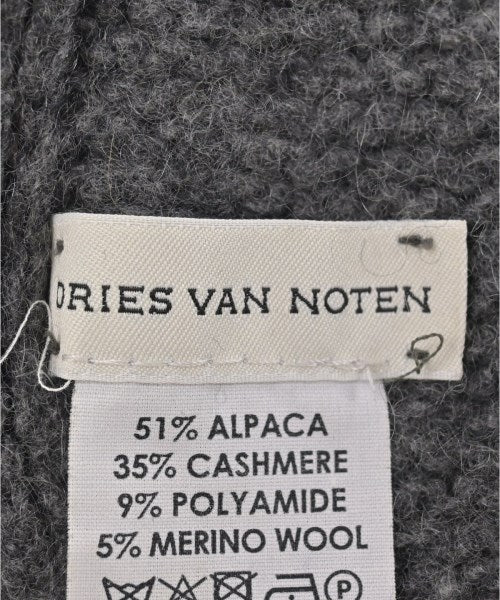 DRIES VAN NOTEN
51% ALPACA
35% CASHMERE
9% POLYAMIDE
5% MERINO WOOL
P